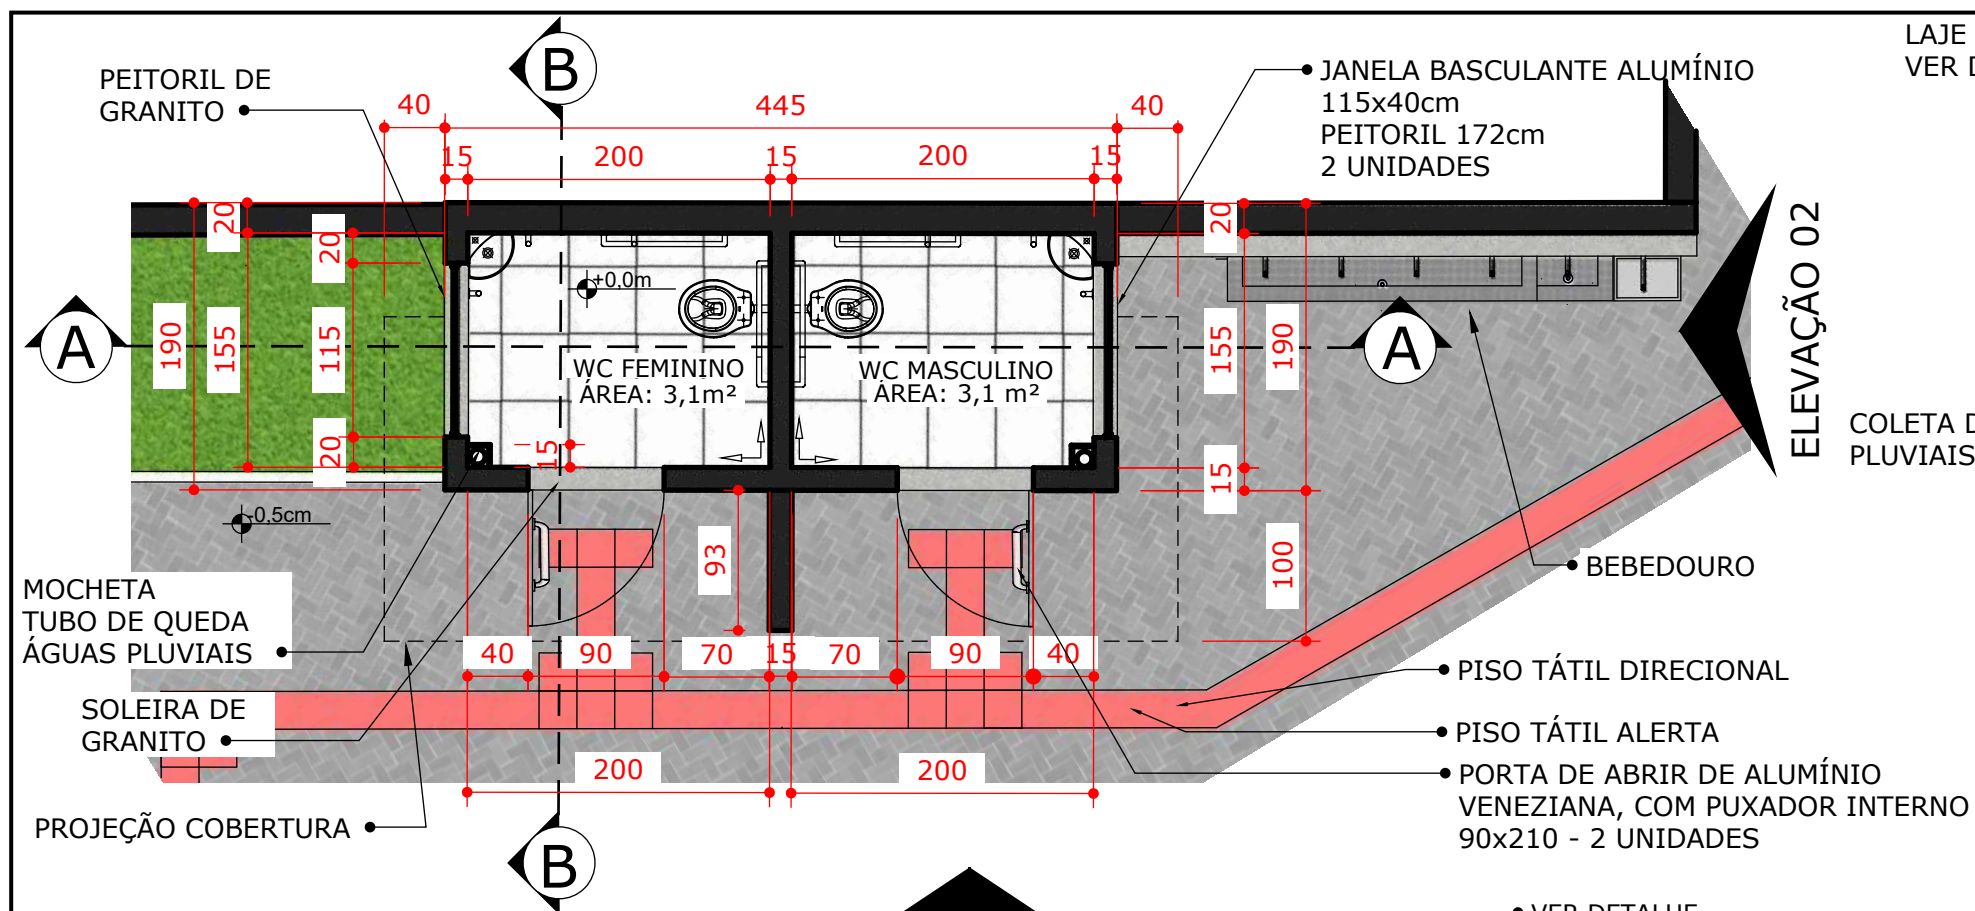 LAJE
VER D
PEITORIL DE
GRANITO
B
JANELA BASCULANTE ALUMÍNIO
115x40cm
PEITORIL 172cm
2 UNIDADES
40
445
40
15
200
15
200
15
20
20
190
155
115
20
+0,0m
A
WC FEMININO
ÁREA: 3,1m²
WC MASCULINO
ÁREA: 3,1 m²
15
20
155
190
15
100
A
ELEVAÇÃO 02
COLETA D
PLUVIAIS
-0,5cm
93
BEBEDOURO
MOCHETA
TUBO DE QUEDA
ÁGUAS PLUVIAIS
40
90
70
15
70
90
40
PISO TÁTIL DIRECIONAL
SOLEIRA DE
GRANITO
PISO TÁTIL ALERTA
200
200
PORTA DE ABRIR DE ALUMÍNIO
VENEZIANA, COM PUXADOR INTERNO
90x210 - 2 UNIDADES
PROJEÇÃO COBERTURA
B
VER DETALHE